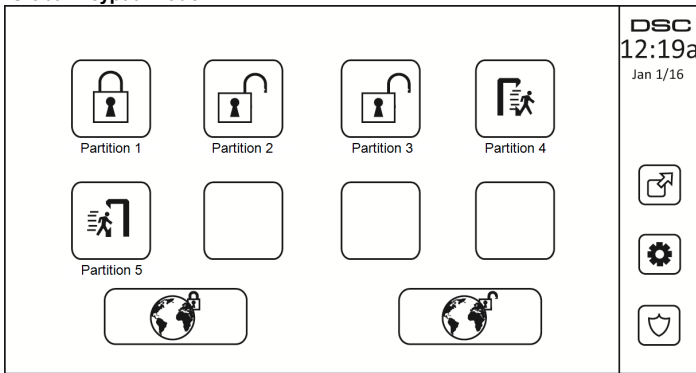 DSC
12:19a
Jan 1/16
Partition 1
Partition 2
Partition 3
Partition 4
Partition 5